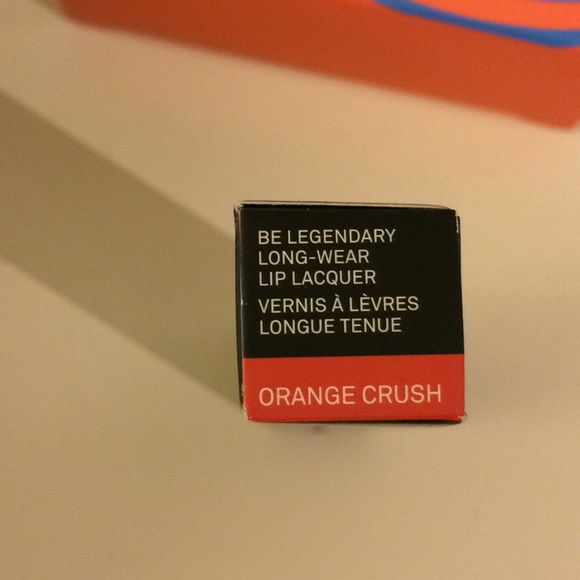 BE LEGENDARY
LONG-WEAR
LIP LACQUER
VERNIS À LÈVRES
LONGUE TENUE
ORANGE CRUSH